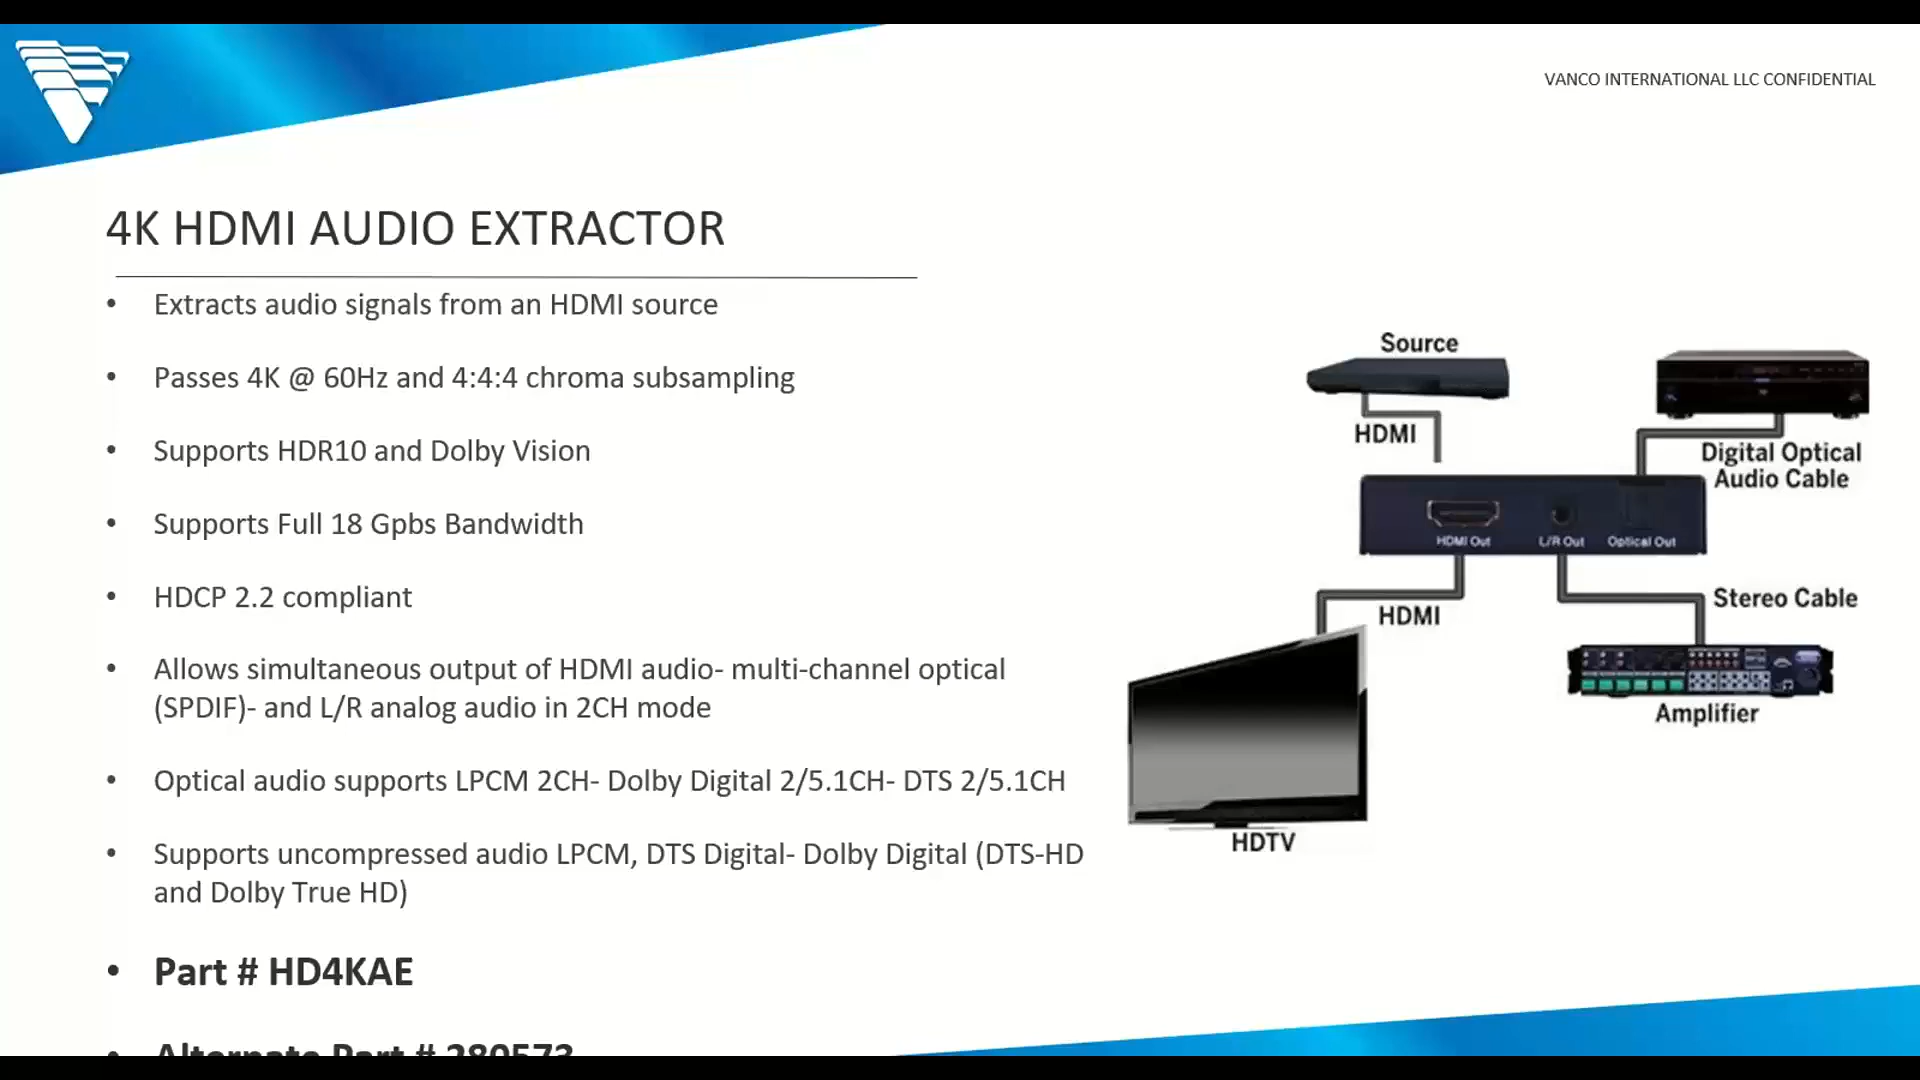 VANCO INTERNATIONAL LLC CONFIDENTIAL
4K HDMI AUDIO EXTRACTOR
• Extracts audio signals from an HDMI source
• Passes 4K @ 60Hz and 4:4:4 chroma subsampling
• Supports HDR10 and Dolby Vision
• Supports Full 18 Gpbs Bandwidth
• HDCP 2.2 compliant
• Allows simultaneous output of HDMI audio- multi-channel optical
(SPDIF)- and L/R analog audio in 2CH mode
• Optical audio supports LPCM 2CH- Dolby Digital 2/5.1CH- DTS 2/5.1CH
• Supports uncompressed audio LPCM, DTS Digital- Dolby Digital (DTS-HD
and Dolby True HD)
• Part # HD4KAE
• Alternate Part # 280573
Source
HDMI
Digital Optical
Audio Cable
HDMI Out
L/R Out
Optical Out
HDMI
Stereo Cable
Amplifier
HDTV